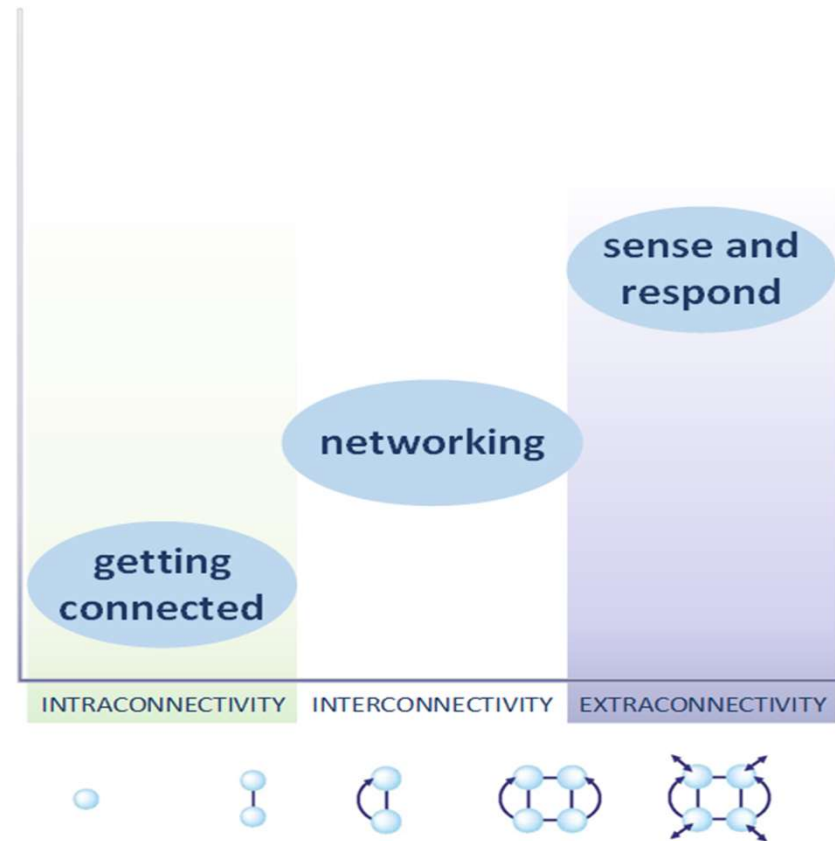 sense and
respond
networking
getting
connected
INTRACONNECTIVITY INTERCONNECTIVITY EXTRACONNECTIVITY